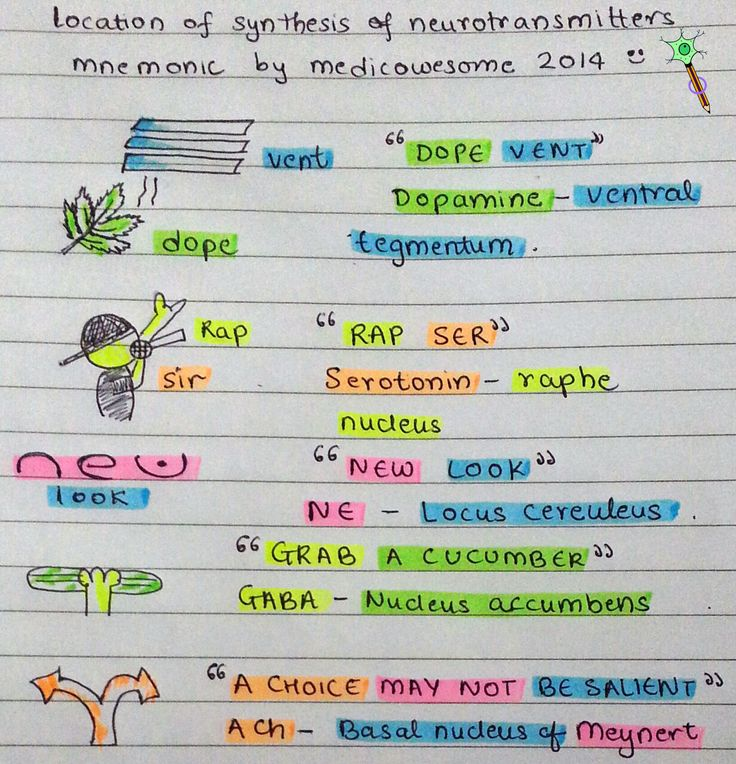 location of synthesis of neurotransmitters
mnemonic by medicowesome 2014
vent
"DOPE VENT"
Dopamine - ventral
dope
tegmentum.
Rap
"RAP SER"
Sir
Serotonin - raphe
nucleus
new
look
"NEW LOOK"
NE - Locus cereuleus.
"GRAB A CUCUMBER"
GABA - Nucleus accumbens
"A CHOICE MAY NOT BE SALIENT"
ACh - Basal nucleus of Meynert